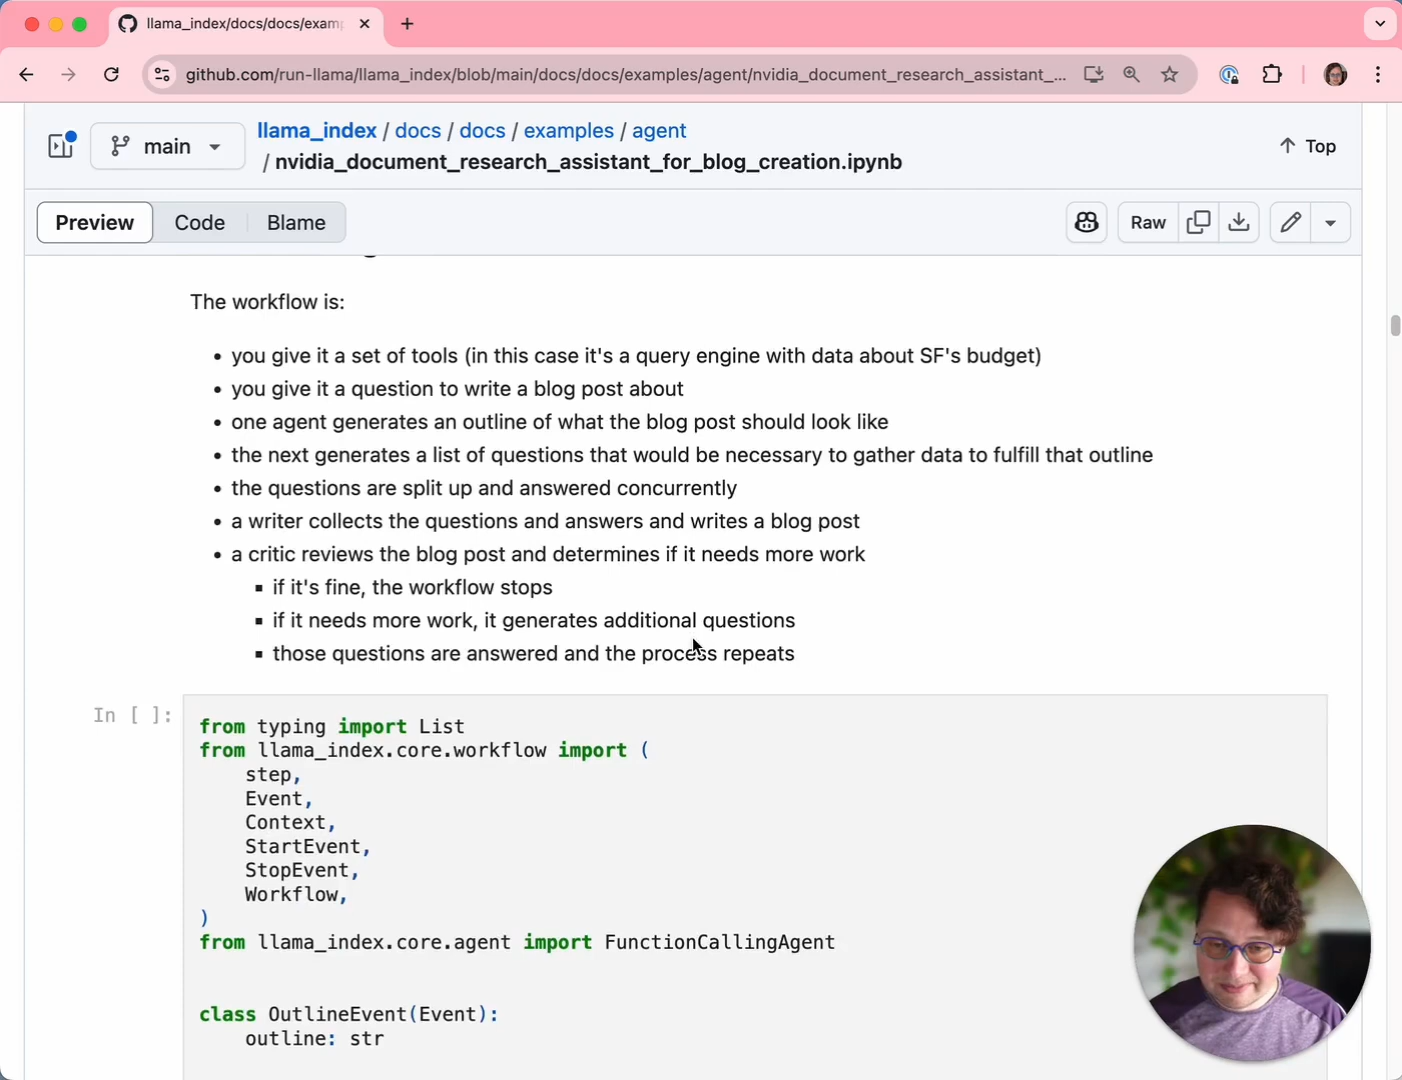 llama_index/docs/docs/exam
github.com/run-llama/llama_index/blob/main/docs/docs/examples/agent/nvidia_document_research_assistant_...
main
llama_index / docs / docs / examples / agent
/ nvidia_document_research_assistant_for_blog_creation.ipynb
Top
Preview
Code
Blame
Raw
The workflow is:
• you give it a set of tools (in this case it's a query engine with data about SF's budget)
• you give it a question to write a blog post about
• one agent generates an outline of what the blog post should look like
• the next generates a list of questions that would be necessary to gather data to fulfill that outline
• the questions are split up and answered concurrently
• a writer collects the questions and answers and writes a blog post
• a critic reviews the blog post and determines if it needs more work
▪ if it's fine, the workflow stops
▪ if it needs more work, it generates additional questions
▪ those questions are answered and the process repeats
In [ ]:
from typing import List
from llama_index.core.workflow import (
    step,
    Event,
    Context,
    StartEvent,
    StopEvent,
    Workflow,
)
from llama_index.core.agent import FunctionCallingAgent
class OutlineEvent(Event):
    outline: str